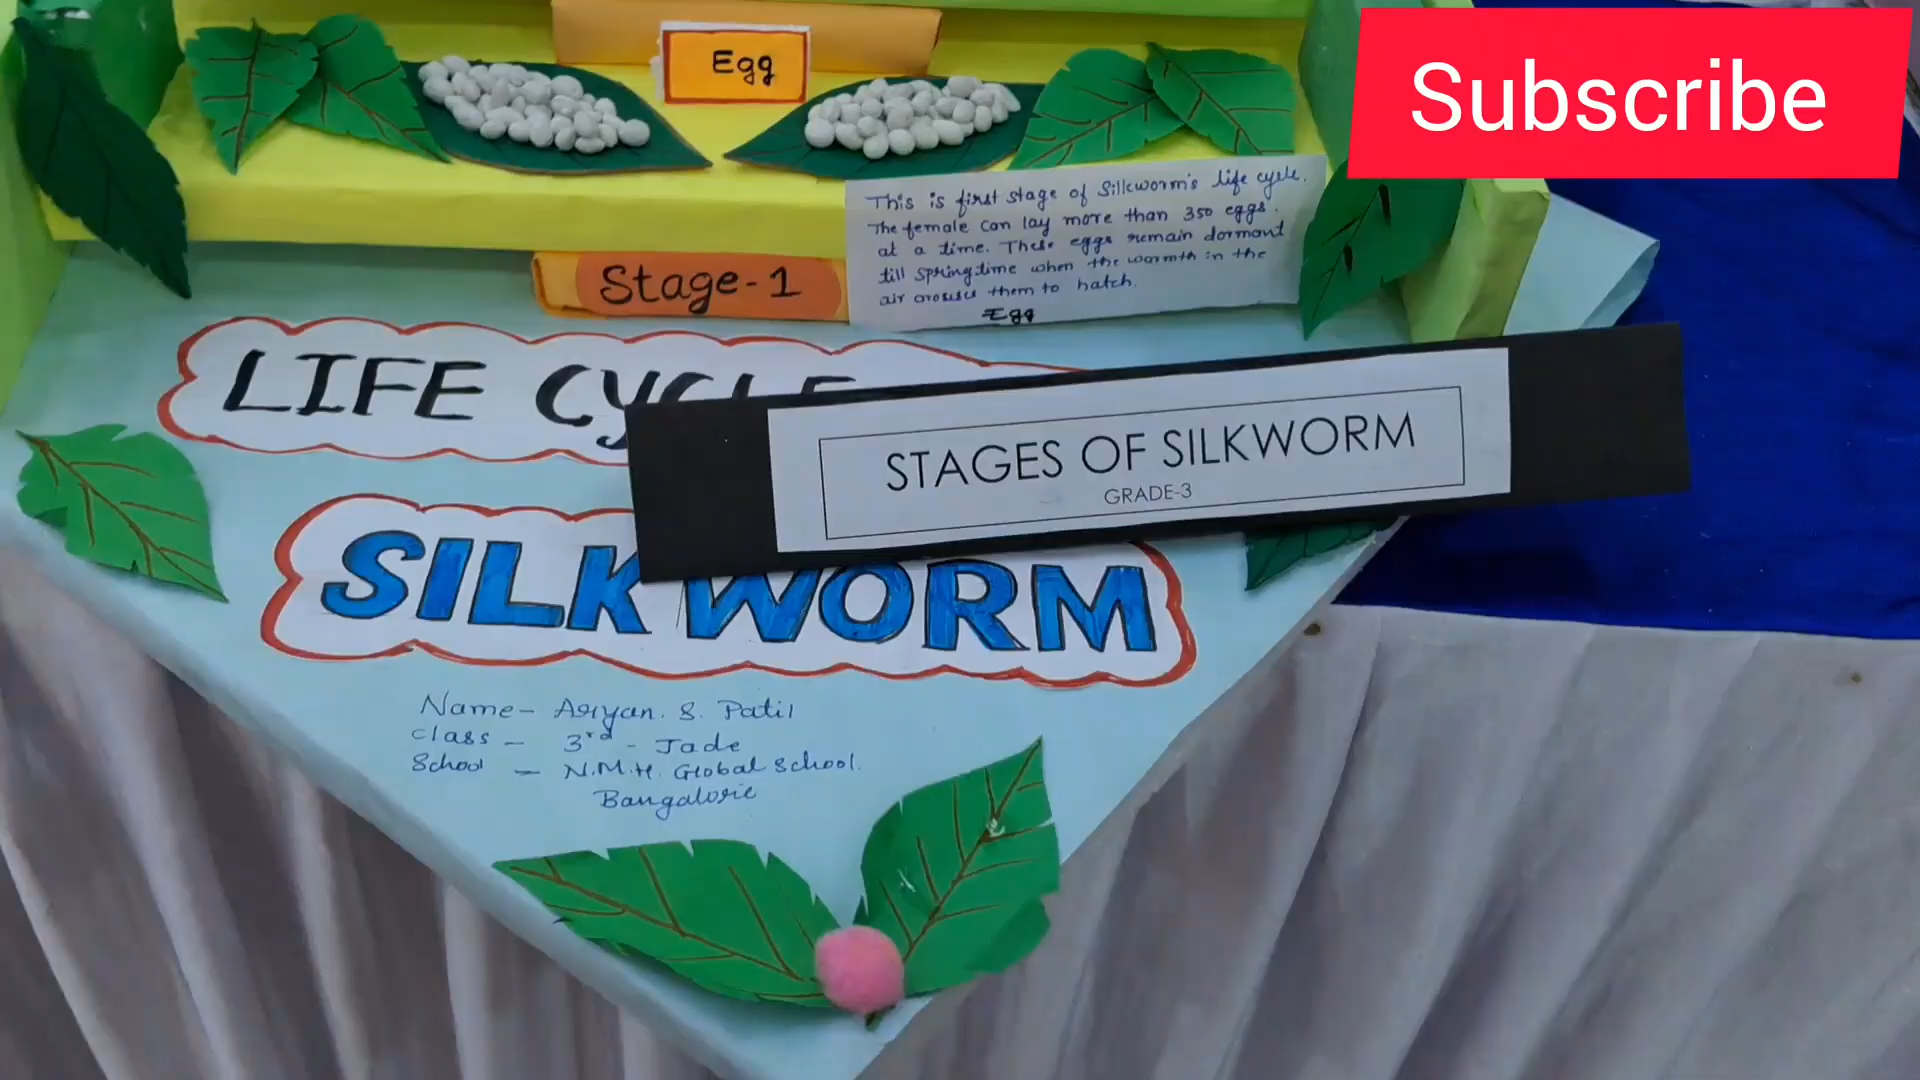 Subscribe
Egg
This is first stage of Silkworm's life cycle.
The female can lay more than 350 eggs.
at a time. These eggs remain dormant
till springtime when the warmth in the
air arouses them to hatch.
Egg
Stage-1
LIFE CYCLE
STAGES OF SILKWORM
GRADE-3
SILKWORM
Name- Aryan. S. Patil
Class - 3rd - Jade
School - N.M.H. Global School.
Bangalore